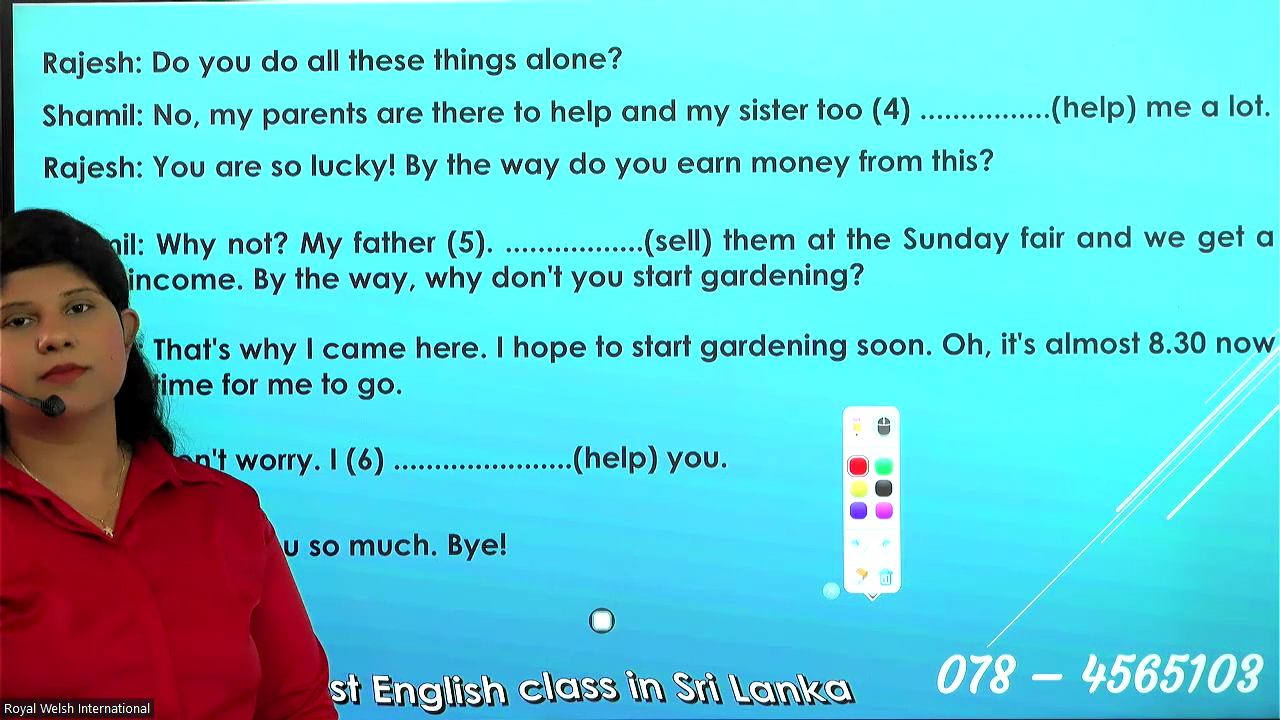 Rajesh: Do you do all these things alone?
Shamil: No, my parents are there to help and my sister too (4) ................(help) me a lot.
Rajesh: You are so lucky! By the way do you earn money from this?
il: Why not? My father (5). .................(sell) them at the Sunday fair and we get a
income. By the way, why don't you start gardening?
: That's why I came here. I hope to start gardening soon. Oh, it's almost 8.30 now
time for me to go.
on't worry. I (6) ......................(help) you.
u so much. Bye!
st English class in Sri Lanka
078 – 4565103
Royal Welsh International